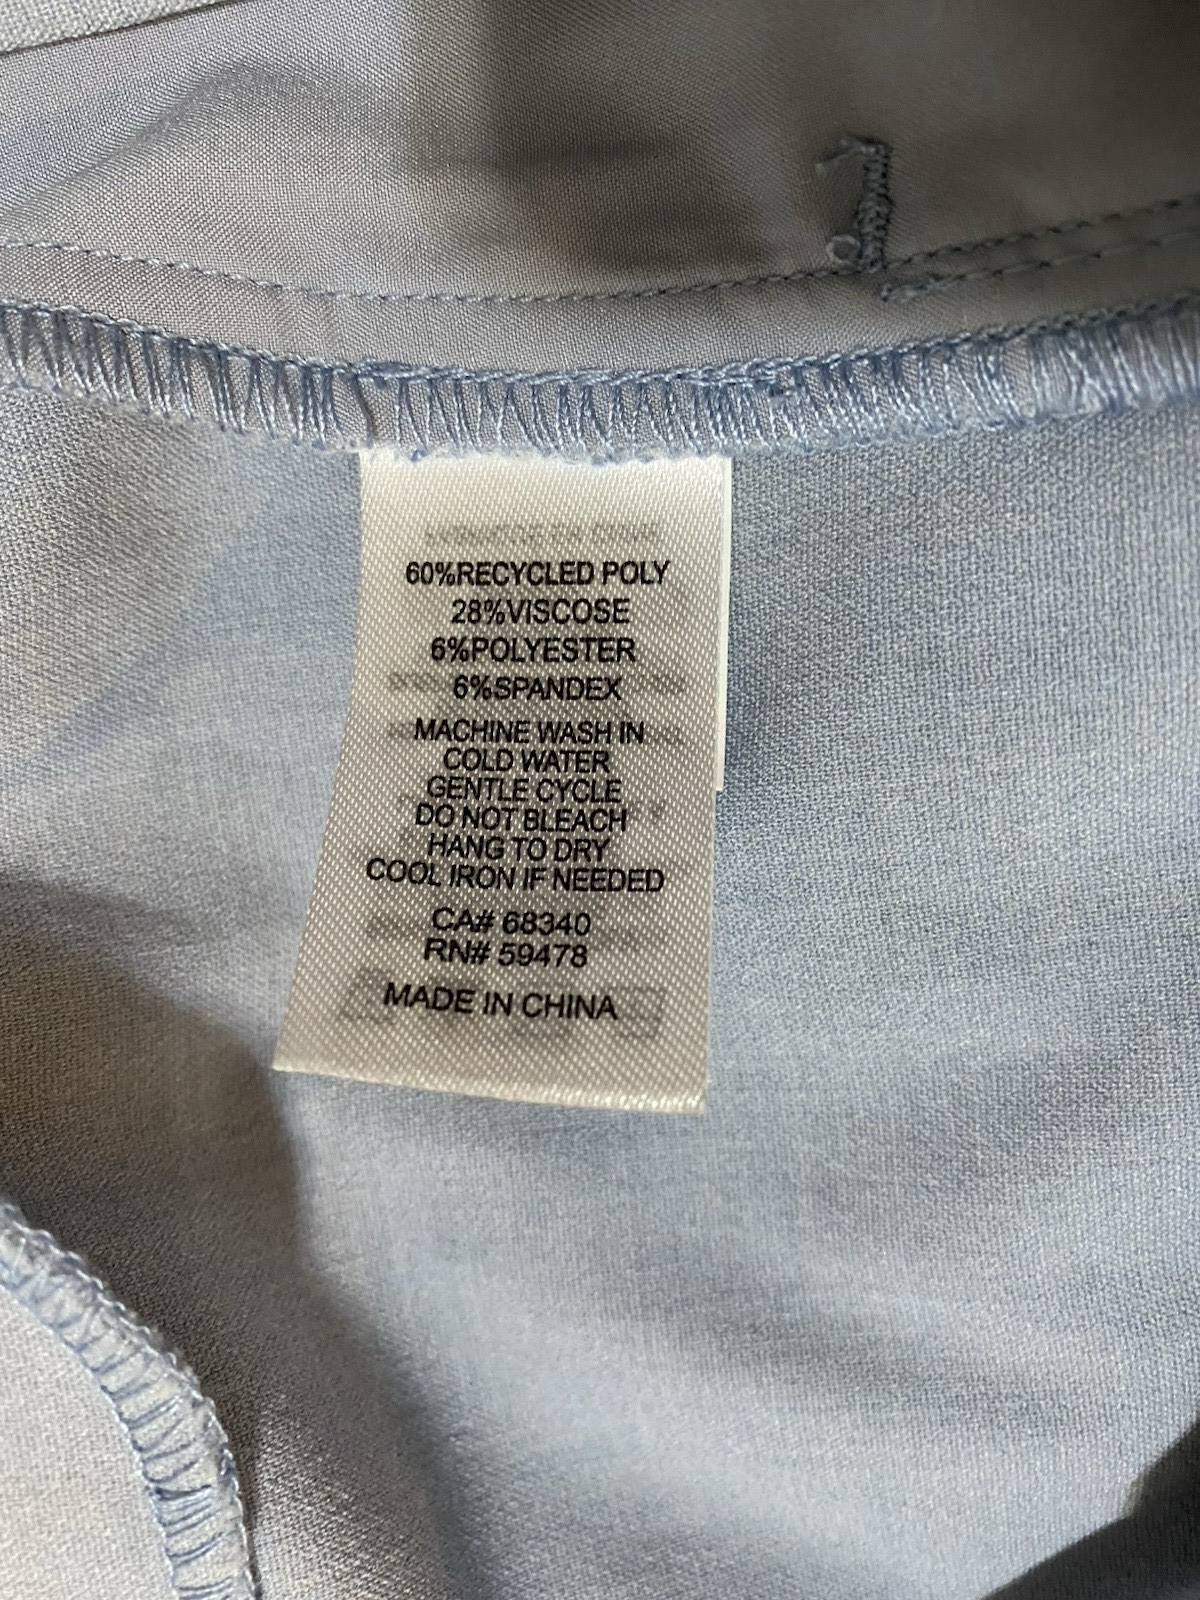 60%RECYCLED POLY
28%VISCOSE
6%POLYESTER
6%SPANDEX
MACHINE WASH IN
COLD WATER
GENTLE CYCLE
DO NOT BLEACH
HANG TO DRY
COOL IRON IF NEEDED
CA# 68340
RN# 59478
MADE IN CHINA